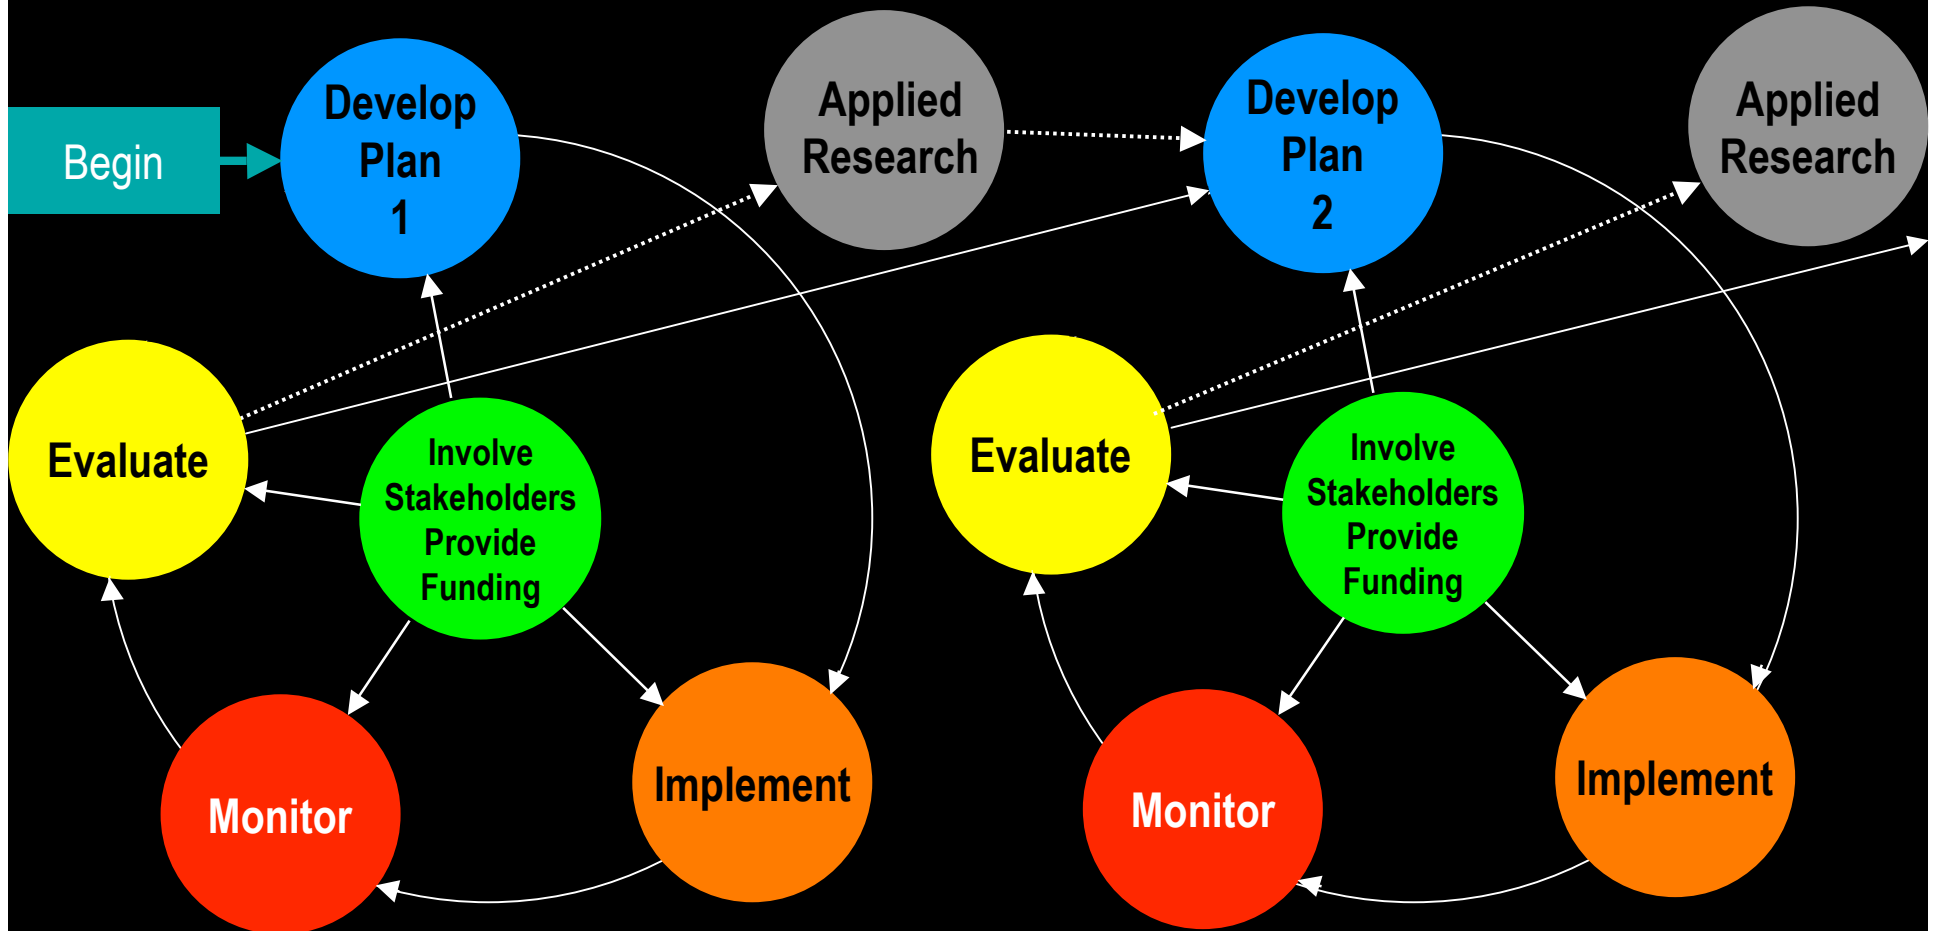 Begin
Develop
Plan
1
Applied
Research
Develop
Plan
2
Applied
Research
Evaluate
Involve
Stakeholders
Provide
Funding
Evaluate
Involve
Stakeholders
Provide
Funding
Monitor
Implement
Monitor
Implement